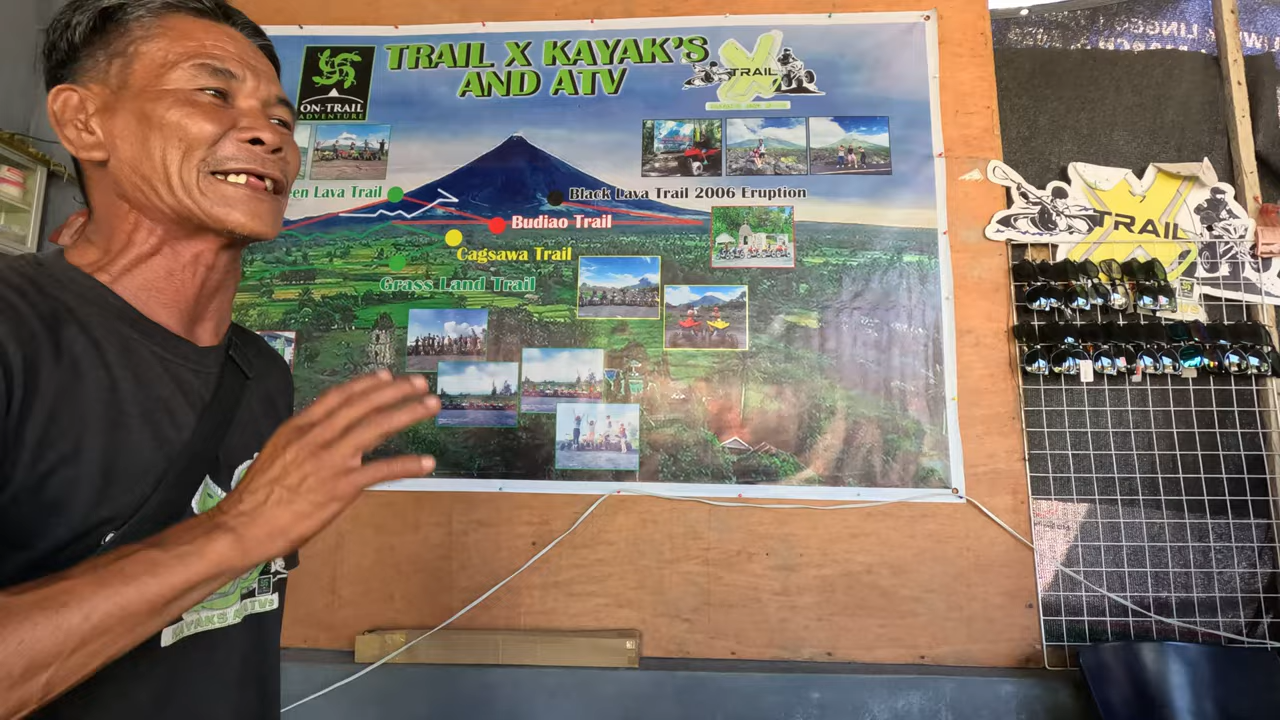 TRAIL X KAYAK'S
AND ATV
ON-TRAIL
ADVENTURE
TRAIL
een Lava Trail
Black Lava Trail 2006 Eruption
Budiao Trail
Cagsawa Trail
Grass Land Trail
TRAIL
KAYAKS ATVs